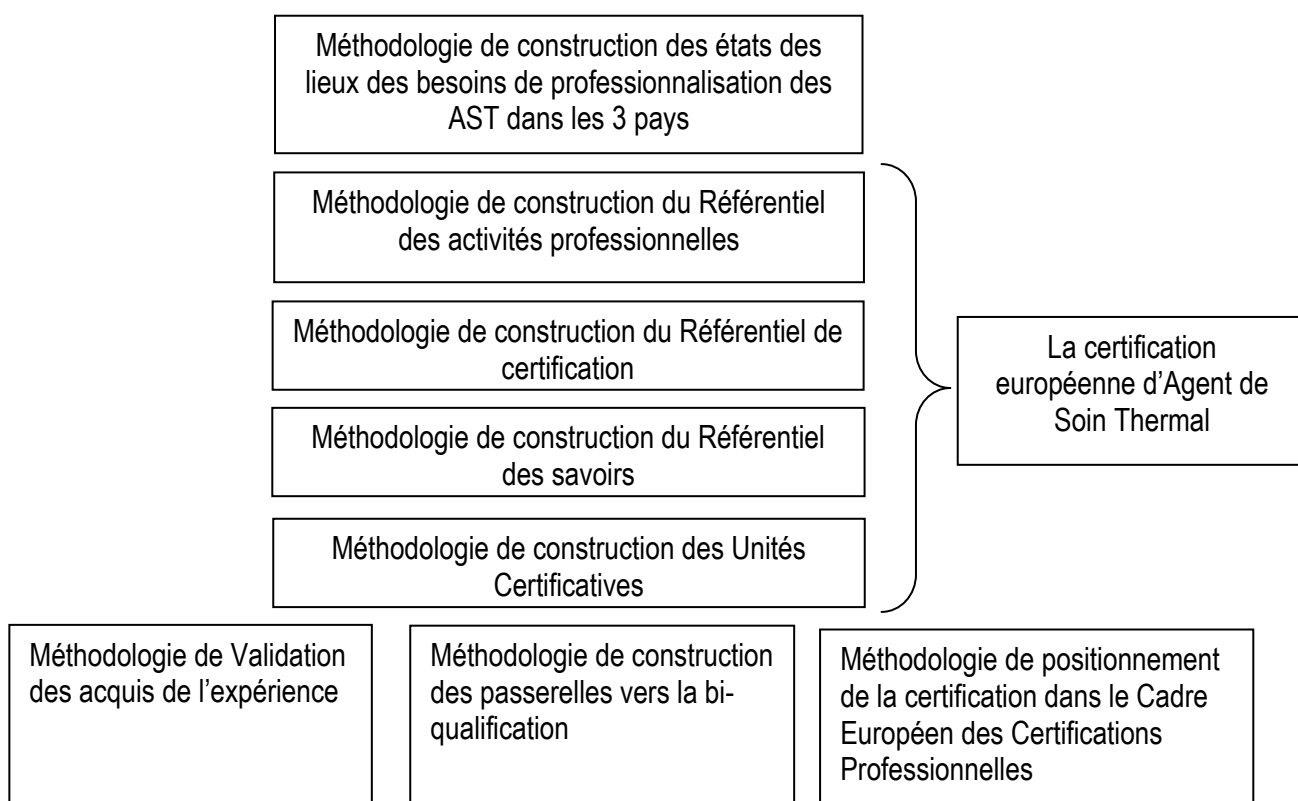 Méthodologie de construction des états des
lieux des besoins de professionnalisation des
AST dans les 3 pays
Méthodologie de construction du Référentiel
des activités professionnelles
Méthodologie de construction du Référentiel de
certification
Méthodologie de construction du Référentiel
des savoirs
Méthodologie de construction des Unités
Certificatives
La certification
européenne d’Agent de
Soin Thermal
Méthodologie de Validation
des acquis de l’expérience
Méthodologie de construction
des passerelles vers la bi-
qualification
Méthodologie de positionnement
de la certification dans le Cadre
Européen des Certifications
Professionnelles